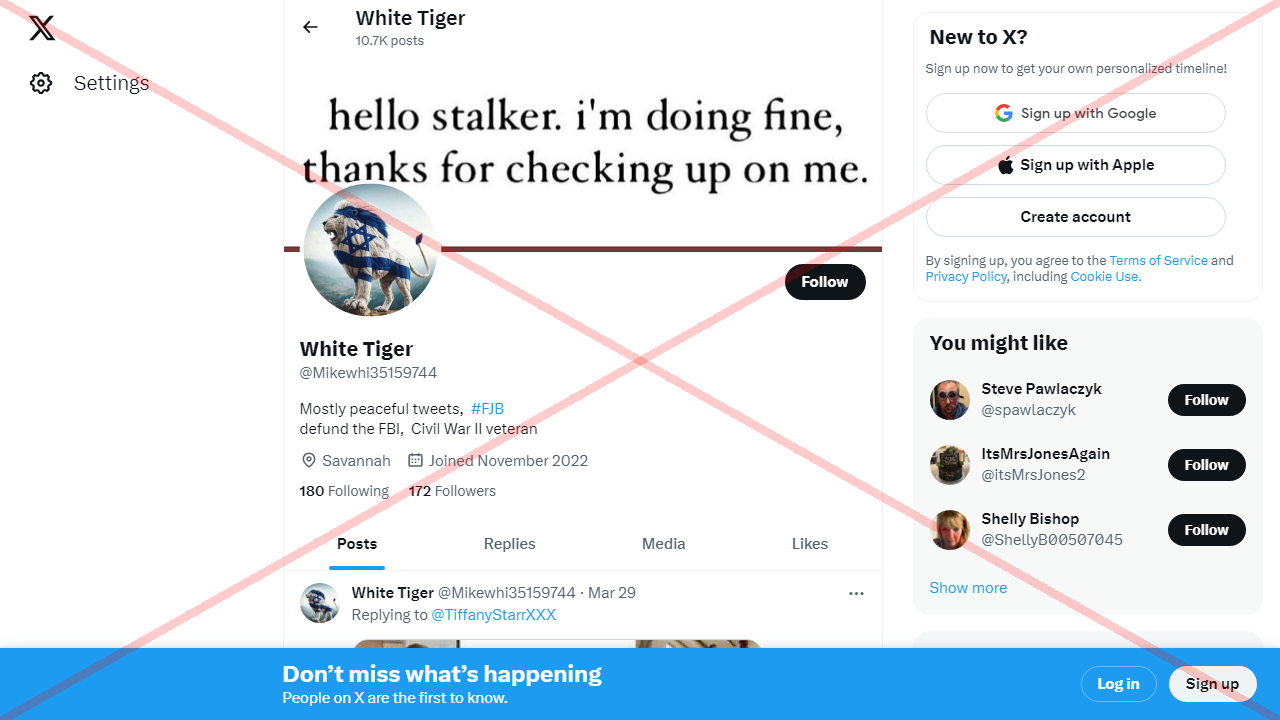 Settings
White Tiger
10.7K posts
hello stalker. i'm doing fine,
thanks for checking up on me.
Follow
White Tiger
@Mikewhi35159744
Mostly peaceful tweets, #FJB
defund the FBI, Civil War II veteran
Savannah Joined November 2022
180 Following 172 Followers
Posts Replies Media Likes
White Tiger @Mikewhi35159744 · Mar 29
Replying to @TiffanyStarrXXX
New to X?
Sign up now to get your own personalized timeline!
Sign up with Google
Sign up with Apple
Create account
By signing up, you agree to the Terms of Service and
Privacy Policy, including Cookie Use.
You might like
Steve Pawlaczyk
@spawlaczyk
Follow
ItsMrsJonesAgain
@itsMrsJones2
Follow
Shelly Bishop
@ShellyB00507045
Follow
Show more
Don’t miss what’s happening
People on X are the first to know.
Log in
Sign up